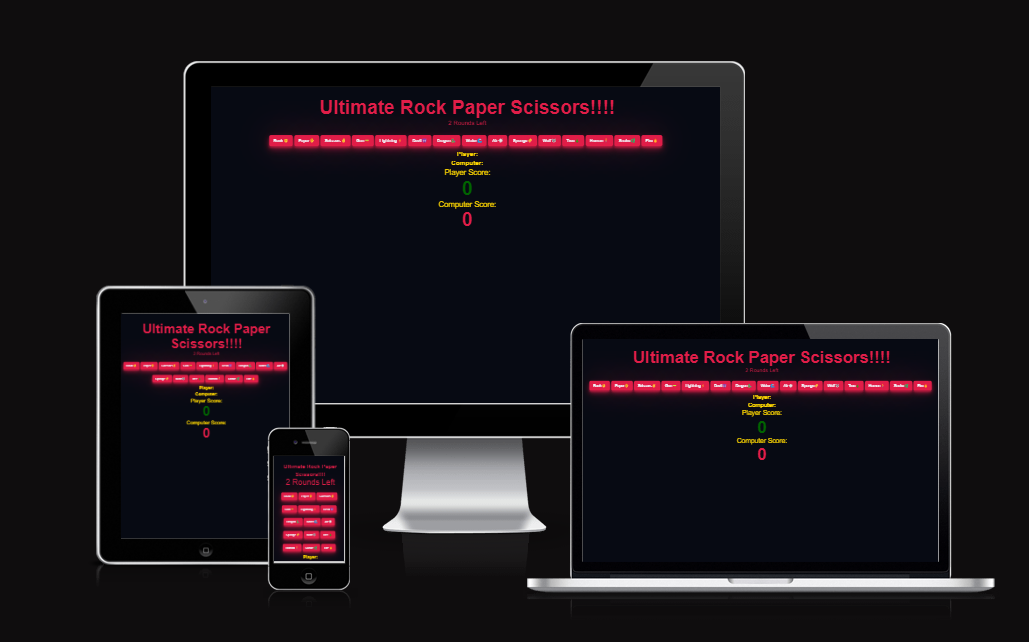 Ultimate Rock Paper Scissors!!!!
2 Rounds Left
Rock Paper Scissors Gun Lightning Devil Dragon Water Air Sponge Wolf Tree Human Snake Fire
Player:
Computer:
Player Score:
0
Computer Score:
0
Ultimate Rock Paper
Scissors!!!!
2 Rounds Left
Player:
Computer:
Player Score:
0
Computer Score:
0
Ultimate Rock Paper
Scissors!!!!
2 Rounds Left
Player:
Ultimate Rock Paper Scissors!!!!
2 Rounds Left
Rock Paper Scissors Gun Lightning Devil Dragon Water Air Sponge Wolf Tree Human Snake Fire
Player:
Computer:
Player Score:
0
Computer Score:
0